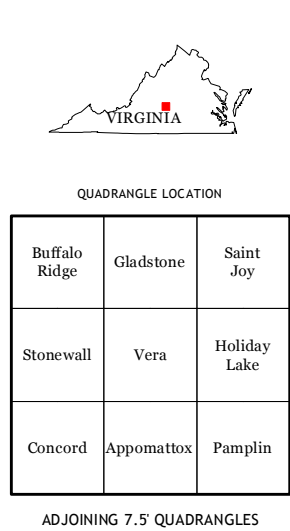 VIRGINIA
QUADRANGLE LOCATION
Buffalo
Ridge
Gladstone
Saint
Joy
Stonewall
Vera
Holiday
Lake
Concord
Appomattox
Pamplin
ADJOINING 7.5' QUADRANGLES